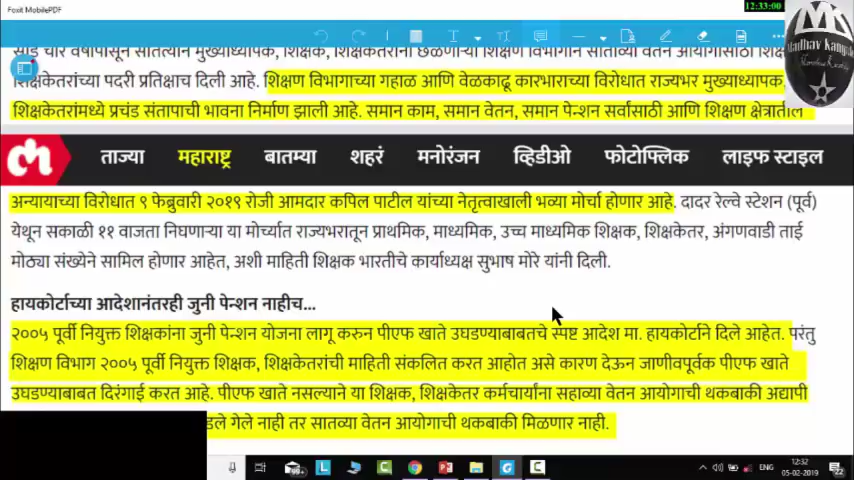 Foxit MobilePDF
12:33:00
साडे चार वर्षांपासून सातत्याने मुख्याध्यापक, शिक्षक, शिक्षकेतरांना छळणाऱ्या शिक्षण विभागाने सातव्या वेतन आयोगासाठी
शिक्षकेतरांच्या पदरी प्रतिक्षाच दिली आहे. शिक्षण विभागाच्या गहाळ आणि वेळकाढू कारभाराच्या विरोधात राज्यभर मुख्याध्यापक,
शिक्षकेतरांमध्ये प्रचंड संतापाची भावना निर्माण झाली आहे. समान काम, समान वेतन, समान पेन्शन सर्वांसाठी आणि शिक्षण क्षेत्रातील
ताज्या महाराष्ट्र बातम्या शहरं मनोरंजन व्हिडीओ फोटोफ्लिक लाइफ स्टाइल
अन्यायाच्या विरोधात ९ फेब्रुवारी २०१९ रोजी आमदार कपिल पाटील यांच्या नेतृत्वाखाली भव्या मोर्चा होणार आहे. दादर रेल्वे स्टेशन (पूर्व)
येथून सकाळी ११ वाजता निघणाऱ्या या मोर्च्यात राज्यभरातून प्राथमिक, माध्यमिक, उच्च माध्यमिक शिक्षक, शिक्षकेतर, अंगणवाडी ताई
मोठ्या संख्येने सामिल होणार आहेत, अशी माहिती शिक्षक भारतीचे कार्याध्यक्ष सुभाष मोरे यांनी दिली.
हायकोर्टाच्या आदेशानंतरही जुनी पेन्शन नाहीच...
२००५ पूर्वी नियुक्त शिक्षकांना जुनी पेन्शन योजना लागू करुन पीएफ खाते उघडण्याबाबतचे स्पष्ट आदेश मा. हायकोर्टाने दिले आहेत. परंतु
शिक्षण विभाग २००५ पूर्वी नियुक्त शिक्षक, शिक्षकेतरांची माहिती संकलित करत आहोत असे कारण देऊन जाणीवपूर्वक पीएफ खाते
उघडण्याबाबत दिरंगाई करत आहे. पीएफ खाते नसल्याने या शिक्षक, शिक्षकेतर कर्मचार्यांना सहाव्या वेतन आयोगाची थकबाकी अद्यापी
डले गेले नाही तर सातव्या वेतन आयोगाची थकबाकी मिळणार नाही.
ENG
12:32
05-02-2019
22